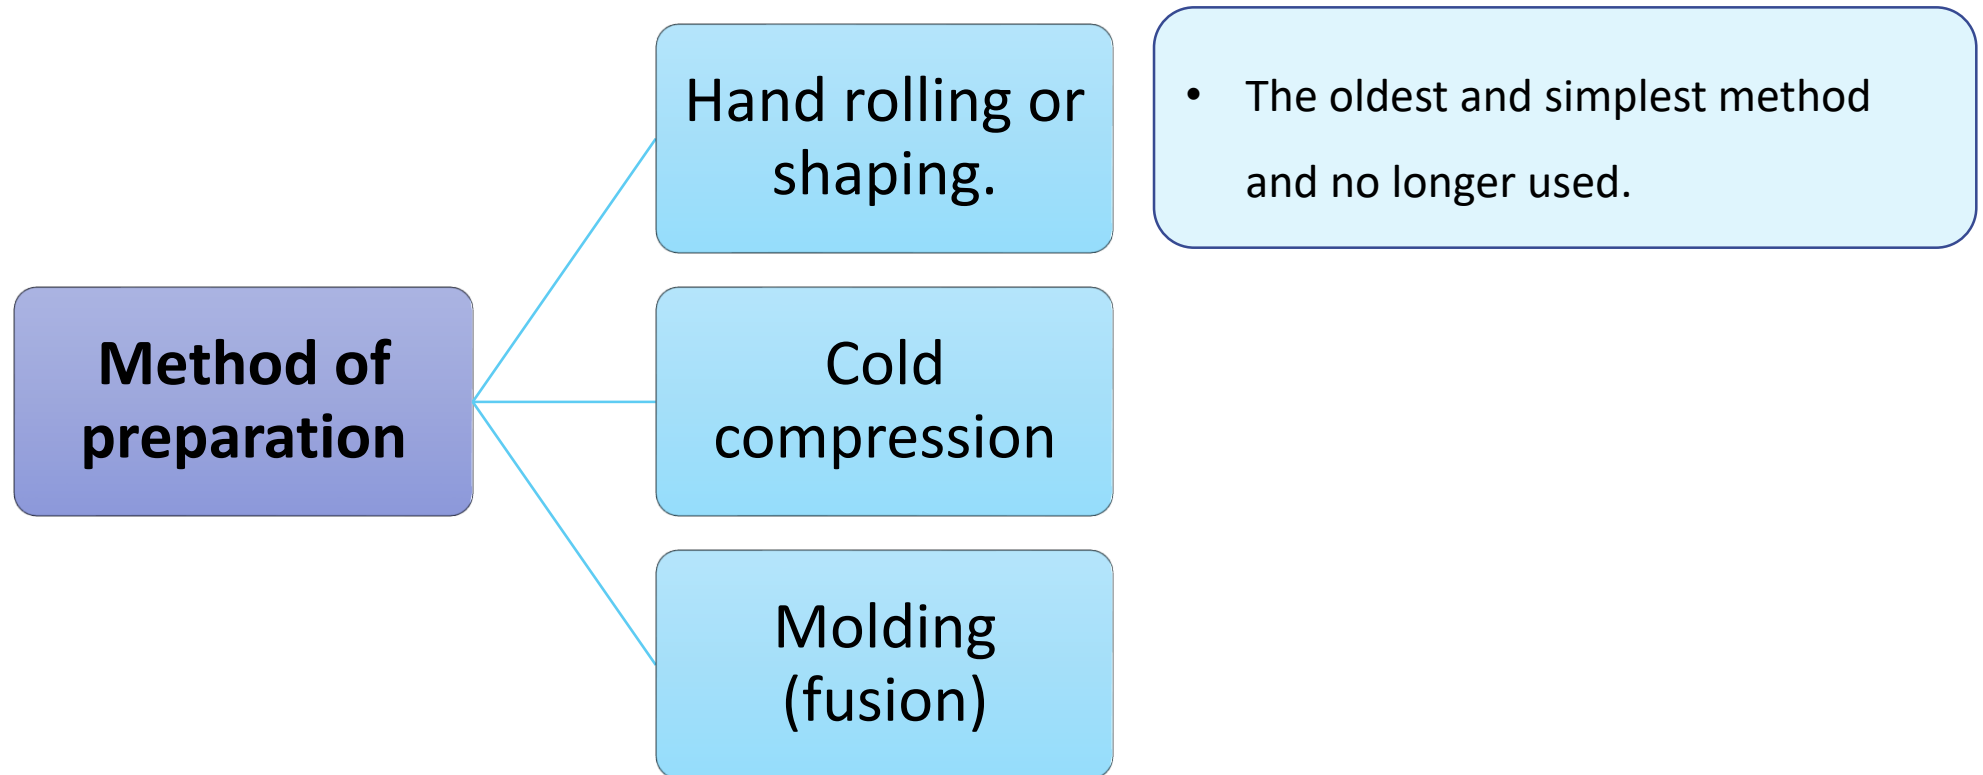 Method of
preparation
Hand rolling or
shaping.
• The oldest and simplest method
and no longer used.
Cold
compression
Molding
(fusion)